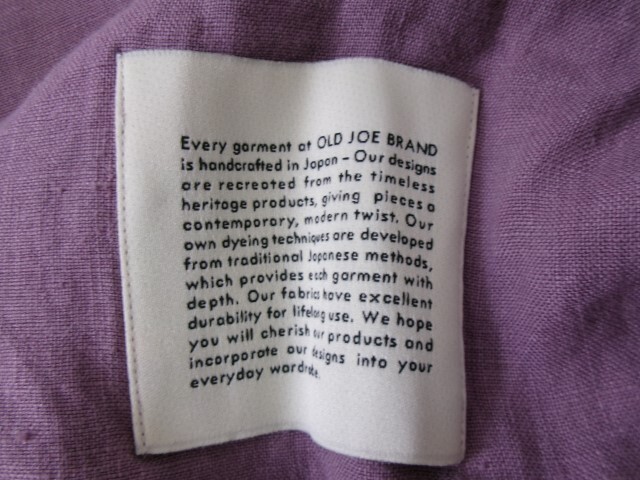 Every garment at OLD JOE BRAND
is handcrafted in Japan – Our designs
are recreated from the timeless
heritage products, giving pieces a
contemporary, modern twist. Our
own dyeing techniques are developed
from traditional Japanese methods,
which provides each garment with
depth. Our fabrics have excellent
durability for lifelong use. We hope
you will cherish our products and
incorporate our designs into your
everyday wardrobe.